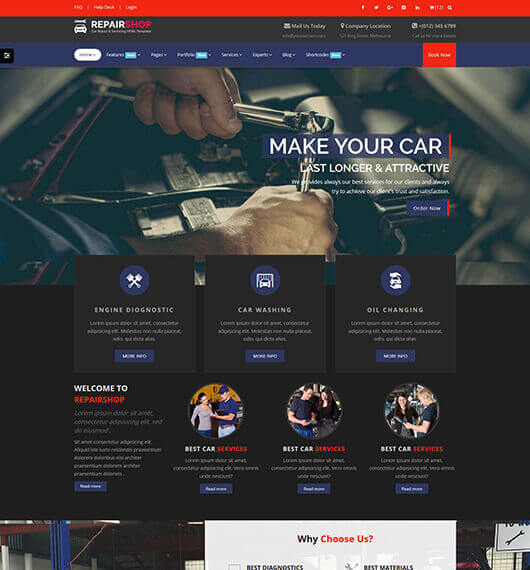 FAQ | Help Desk | Login
(12)
REPAIRSHOP
Car Repair & Servicing HTML Template
Mail Us Today
info@yourdomain.com
Company Location
121 King Street, Melbourne
+(012) 345 6789
Call us for more details
Home
Features New
Pages
Portfolio New
Services
Experts
Blog
Shortcodes New
Book Now
MAKE YOUR CAR
LAST LONGER & ATTRACTIVE
We provides always our best services for our clients and always
try to achieve our client's trust and satisfaction.
Order Now
ENGINE DIOGNOSTIC
Lorem ipsum dolor sit amet, consectetur
adipisicing elit. Molestias non nulla placeat,
odio, qui dicta alias.
MORE INFO
CAR WASHING
Lorem ipsum dolor sit amet, consectetur
adipisicing elit. Molestias non nulla placeat,
odio, qui dicta alias.
MORE INFO
OIL CHANGING
Lorem ipsum dolor sit amet, consectetur
adipisicing elit. Molestias non nulla placeat,
odio, qui dicta alias.
MORE INFO
WELCOME TO
REPAIRSHOP
Lorem ipsum dolor sit amet, sed
do eiusmod .
Sit amet consectetur adipisicing elit.
Aliquid iste iusto reiciendis praesentium
dolorem doloribus enim architec
praesentium dolorem architec
praesentium dolorem.
Read more
BEST CAR SERVICES
Lorem ipsum dolor sit amet,
consectetur adipisicing elit. Vero omnis
unde nesciunt?
Read more
BEST CAR SERVICES
Lorem ipsum dolor sit amet,
consectetur adipisicing elit. Vero omnis
unde nesciunt?
Read more
BEST CAR SERVICES
Lorem ipsum dolor sit amet,
consectetur adipisicing elit. Vero omnis
unde nesciunt?
Read more
Why Choose Us?
BEST DIAGNOSTICS
BEST MATERIALS